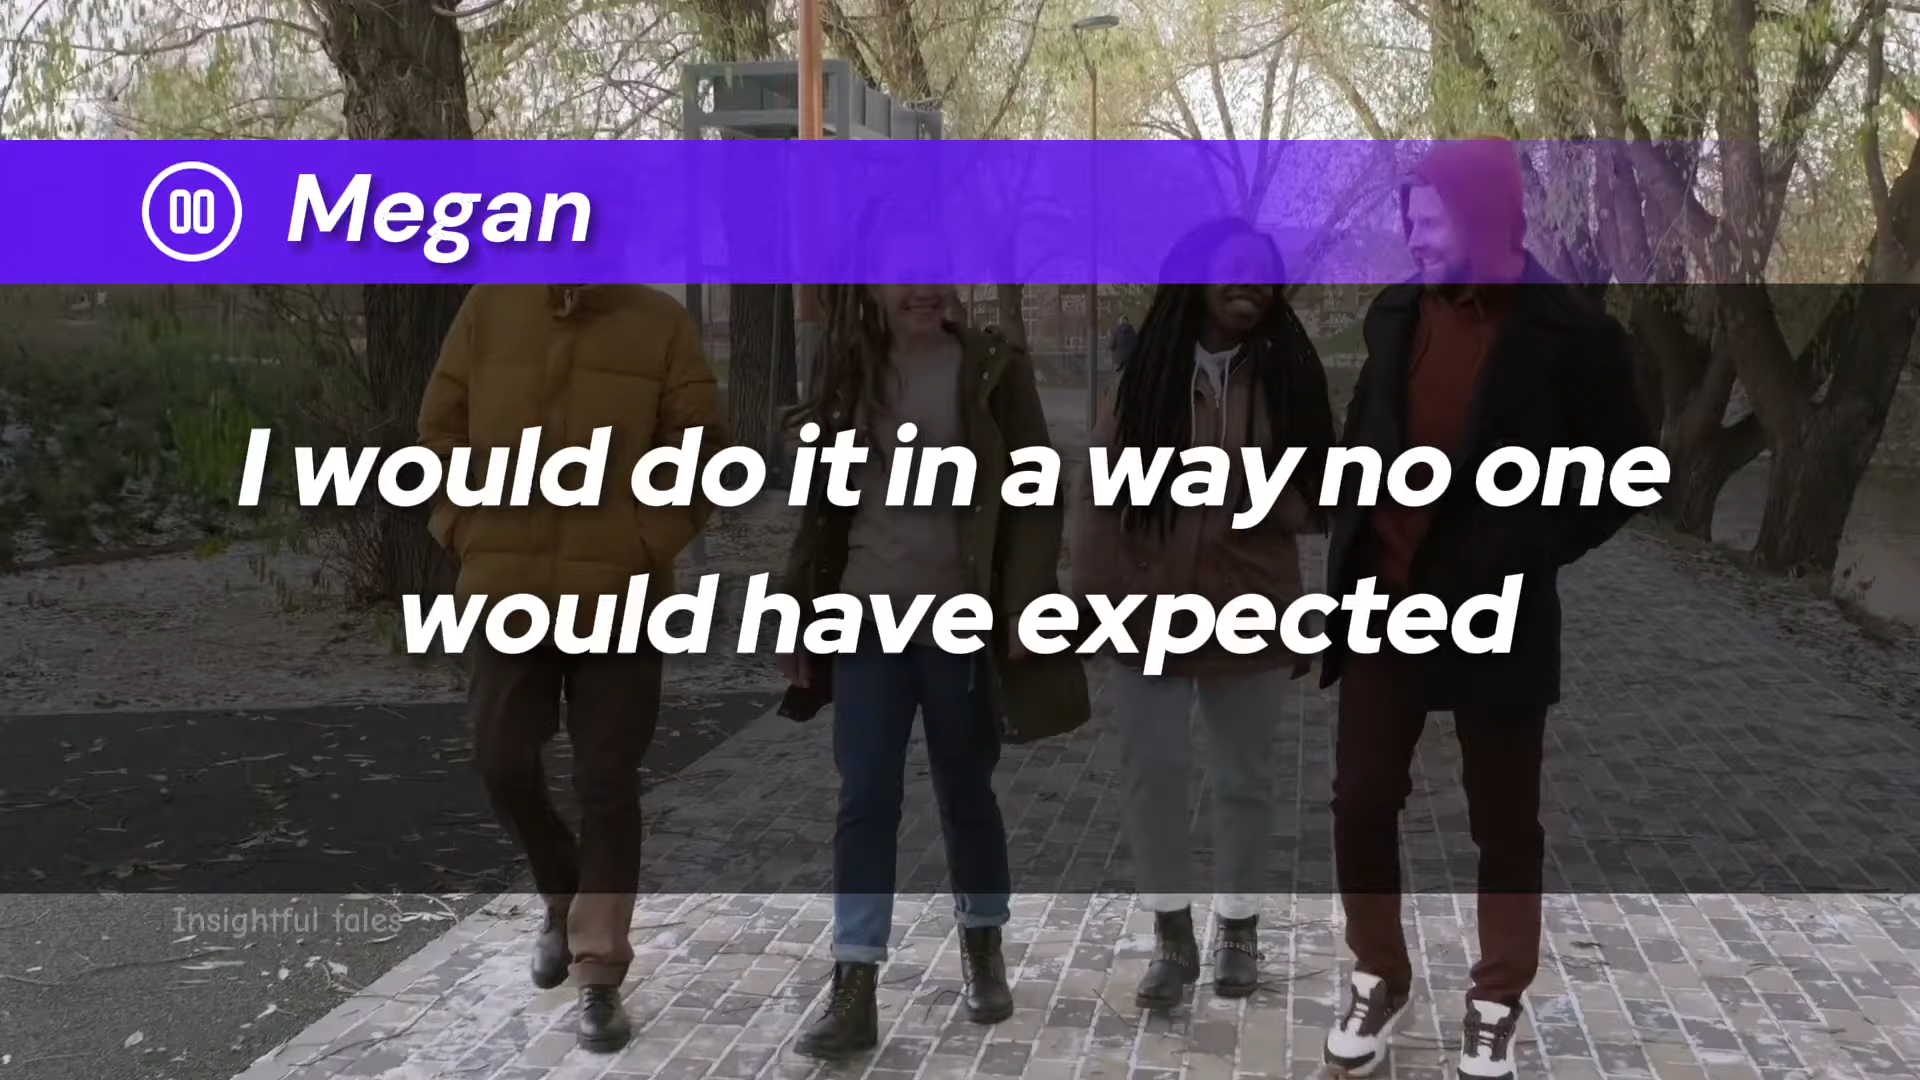 Megan
I would do it in a way no one
would have expected
Insightful tales